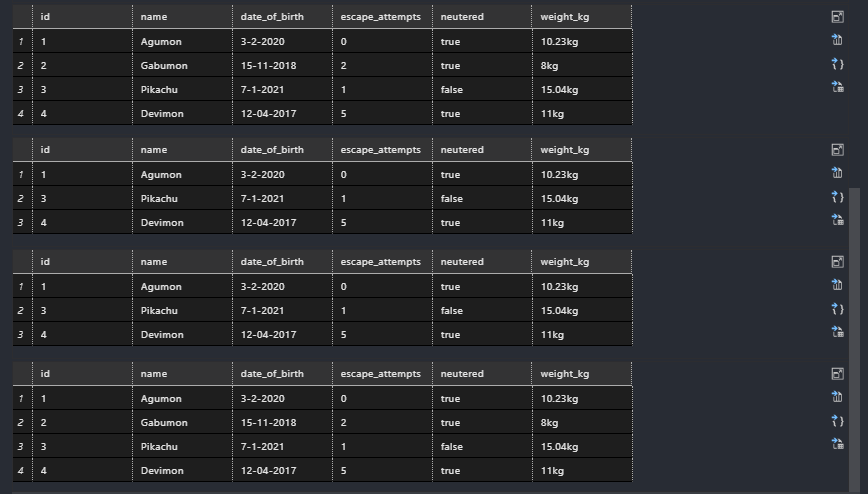 id name date_of_birth escape_attempts neutered weight_kg
1 1 Agumon 3-2-2020 0 true 10.23kg
2 2 Gabumon 15-11-2018 2 true 8kg
3 3 Pikachu 7-1-2021 1 false 15.04kg
4 4 Devimon 12-04-2017 5 true 11kg
id name date_of_birth escape_attempts neutered weight_kg
1 1 Agumon 3-2-2020 0 true 10.23kg
2 3 Pikachu 7-1-2021 1 false 15.04kg
3 4 Devimon 12-04-2017 5 true 11kg
id name date_of_birth escape_attempts neutered weight_kg
1 1 Agumon 3-2-2020 0 true 10.23kg
2 3 Pikachu 7-1-2021 1 false 15.04kg
3 4 Devimon 12-04-2017 5 true 11kg
id name date_of_birth escape_attempts neutered weight_kg
1 1 Agumon 3-2-2020 0 true 10.23kg
2 2 Gabumon 15-11-2018 2 true 8kg
3 3 Pikachu 7-1-2021 1 false 15.04kg
4 4 Devimon 12-04-2017 5 true 11kg